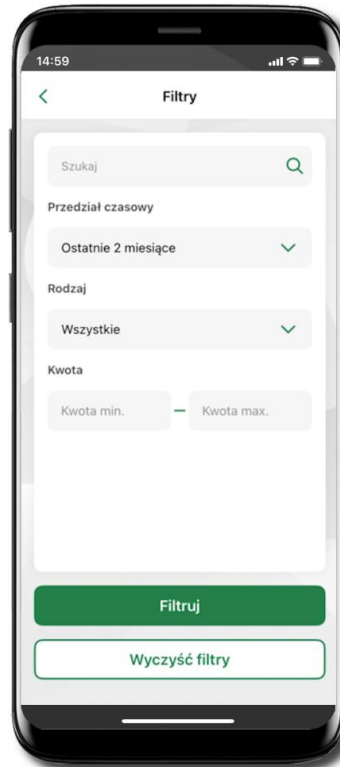 14:59
Filtry
Szukaj
Przedział czasowy
Ostatnie 2 miesiące
Rodzaj
Wszystkie
Kwota
Kwota min. – Kwota max.
Filtruj
Wyczyść filtry